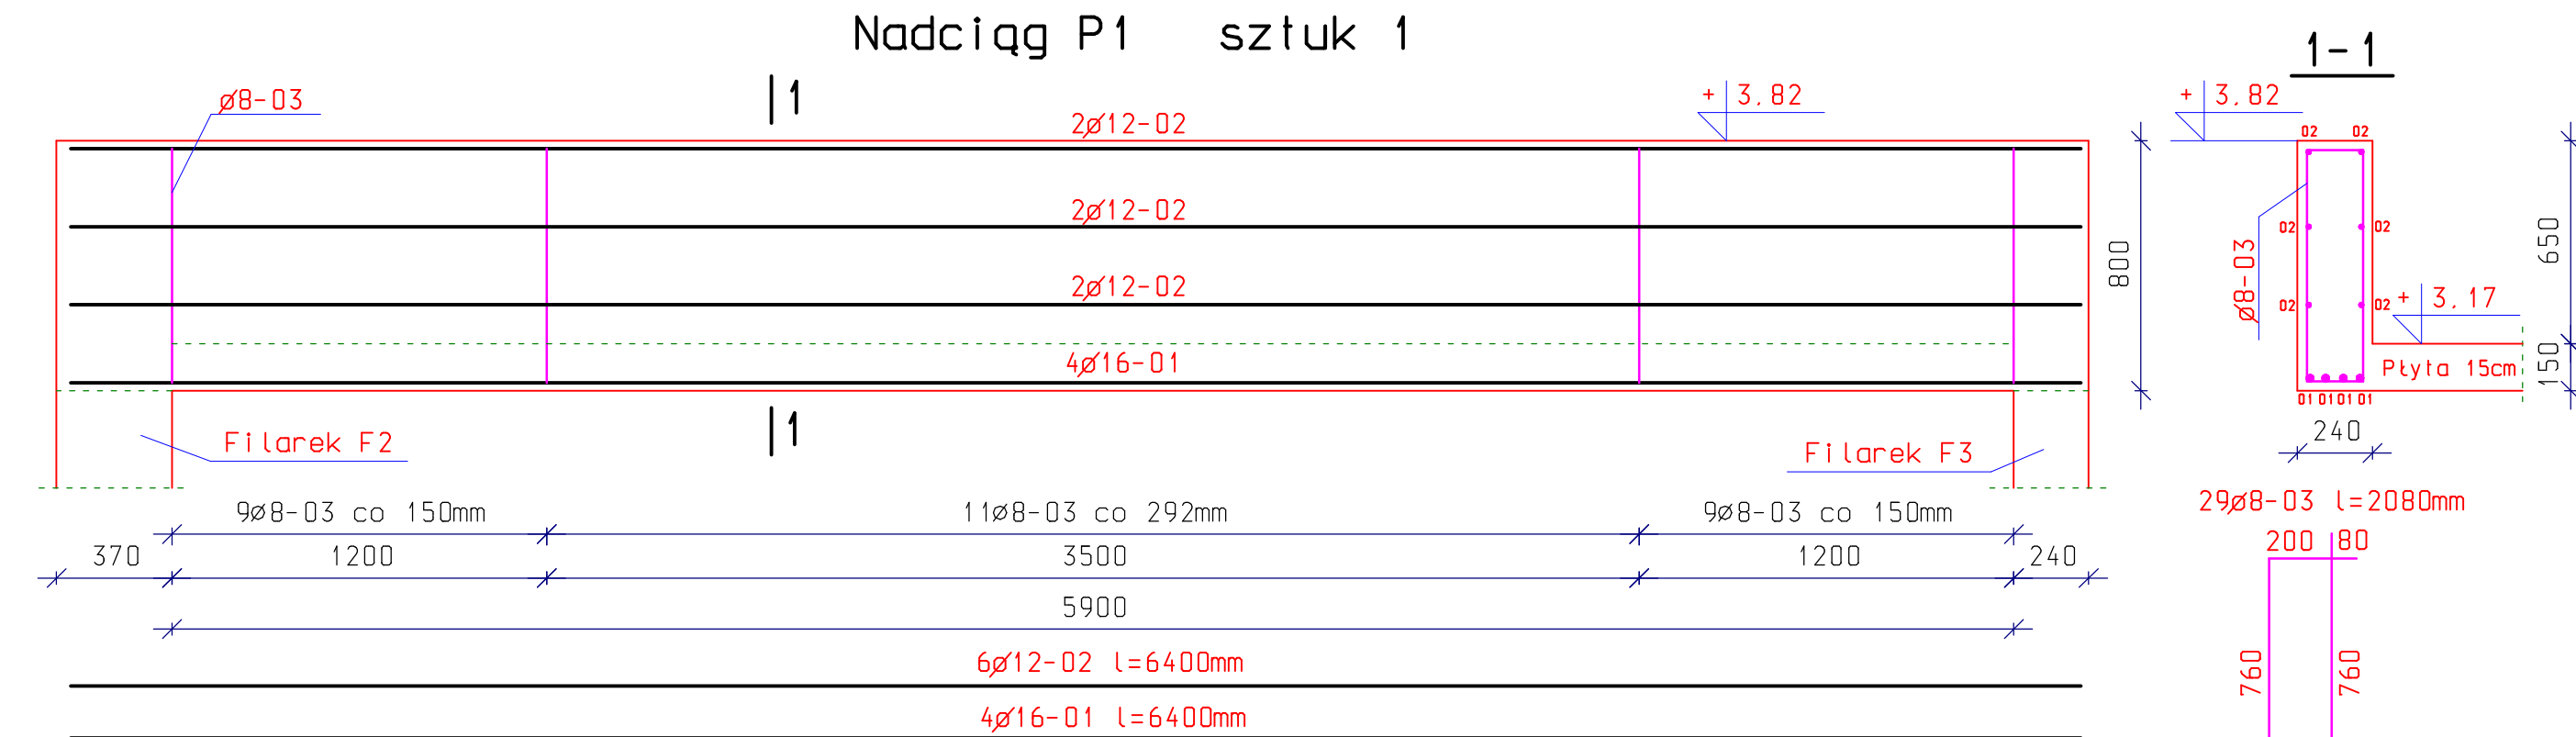 Nadciąg P1 sztuk 1
1-1
ø8-03
1
2ø12-02
+ 3.82
+ 3.82
02 02
2ø12-02
02 02
800
650
ø8-03
2ø12-02
02 02
+ 3.17
4ø16-01
Płyta 15cm
150
01 01 01 01
1
Filarek F2
Filarek F3
240
9ø8-03 co 150mm
11ø8-03 co 292mm
9ø8-03 co 150mm
29ø8-03 l=2080mm
370
1200
3500
1200
240
200 80
5900
6ø12-02 l=6400mm
760
760
4ø16-01 l=6400mm